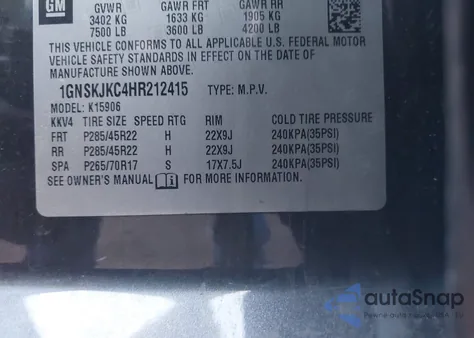 GM
GVWR GAWR FRT GAWR RR
3402 KG 1633 KG 1905 KG
7500 LB 3600 LB 4200 LB
THIS VEHICLE CONFORMS TO ALL APPLICABLE U.S. FEDERAL MOTOR
VEHICLE SAFETY STANDARDS IN EFFECT ON THE DATE OF
MANUFACTURE SHOWN ABOVE.
1GNSKJKC4HR212415 TYPE: M.P.V.
MODEL: K15906
KKV4 TIRE SIZE SPEED RTG RIM COLD TIRE PRESSURE
FRT P285/45R22 H 22X9J 240KPA(35PSI)
RR P285/45R22 H 22X9J 240KPA(35PSI)
SPA P265/70R17 S 17X7.5J 240KPA(35PSI)
SEE OWNER'S MANUAL FOR MORE INFORMATION.
autoSnap